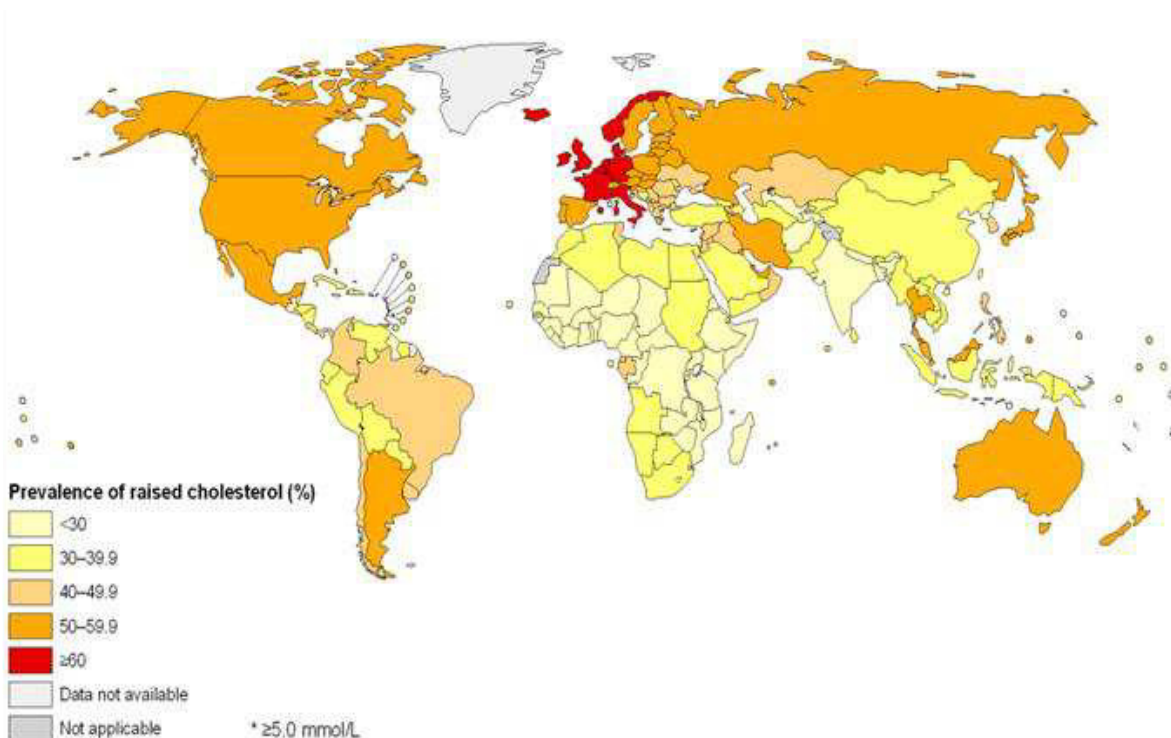 Prevalence of raised cholesterol (%)
<30
30–39.9
40–49.9
50–59.9
≥60
Data not available
Not applicable * ≥5.0 mmol/L